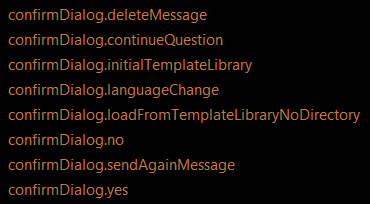 confirmDialog.deleteMessage
confirmDialog.continueQuestion
confirmDialog.initialTemplateLibrary
confirmDialog.languageChange
confirmDialog.loadFromTemplateLibraryNoDirectory
confirmDialog.no
confirmDialog.sendAgainMessage
confirmDialog.yes